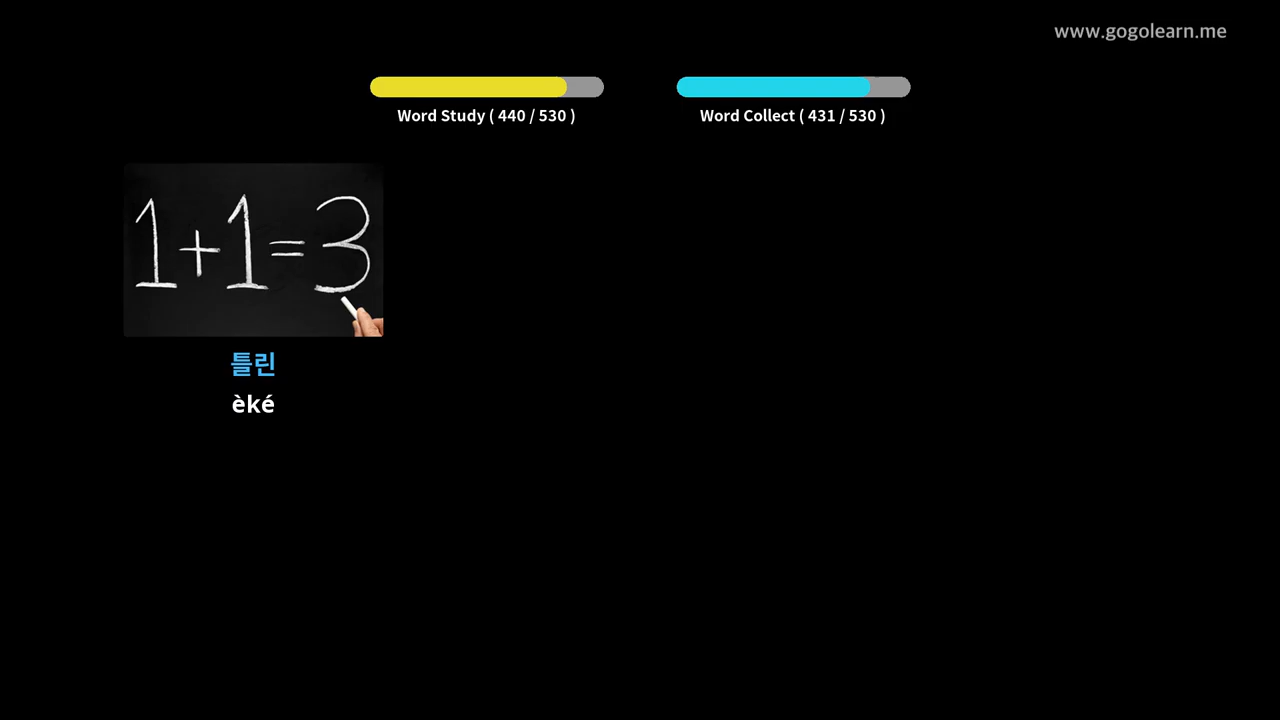 www.gogolearn.me
Word Study ( 440 / 530 )
Word Collect ( 431 / 530 )
1+1=3
틀린
èké